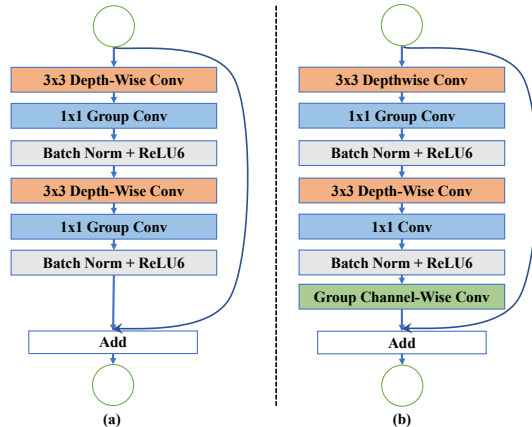 3x3 Depth-Wise Conv
1x1 Group Conv
Batch Norm + ReLU6
3x3 Depth-Wise Conv
1x1 Group Conv
Batch Norm + ReLU6
Add
(a)
3x3 Depthwise Conv
1x1 Group Conv
Batch Norm + ReLU6
3x3 Depth-Wise Conv
1x1 Conv
Batch Norm + ReLU6
Group Channel-Wise Conv
Add
(b)